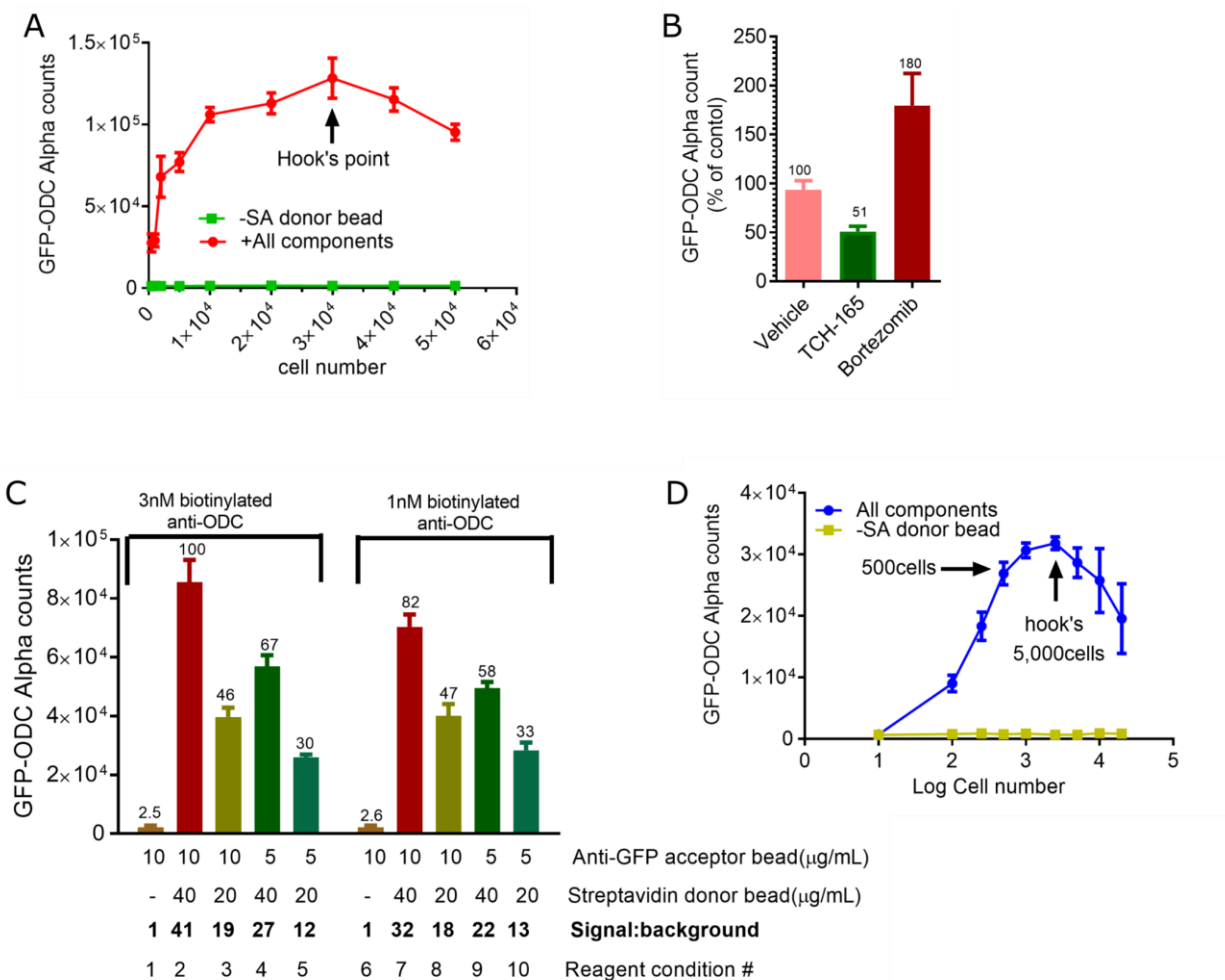 A
GFP-ODC Alpha counts
1.5×10⁵
1×10⁵
5×10⁴
0
Hook's point
-SA donor bead
+All components
0
1×10⁴
2×10⁴
3×10⁴
4×10⁴
5×10⁴
6×10⁴
cell number
B
GFP-ODC Alpha count
(% of contol)
250
200
150
100
50
0
100
51
180
Vehicle
TCH-165
Bortezomib
C
3nM biotinylated
anti-ODC
1nM biotinylated
anti-ODC
GFP-ODC Alpha counts
1×10⁵
8×10⁴
6×10⁴
4×10⁴
2×10⁴
0
2.5 100 46 67 30 2.6 82 47 58 33
10 10 10 5 5 10 10 10 5 5 Anti-GFP acceptor bead(μg/mL)
- 40 20 40 20 - 40 20 40 20 Streptavidin donor bead(μg/mL)
1 41 19 27 12 1 32 18 22 13 Signal:background
1 2 3 4 5 6 7 8 9 10 Reagent condition #
D
GFP-ODC Alpha counts
4×10⁴
3×10⁴
2×10⁴
1×10⁴
0
All components
-SA donor bead
500cells
hook's
5,000cells
0 1 2 3 4 5
Log Cell number